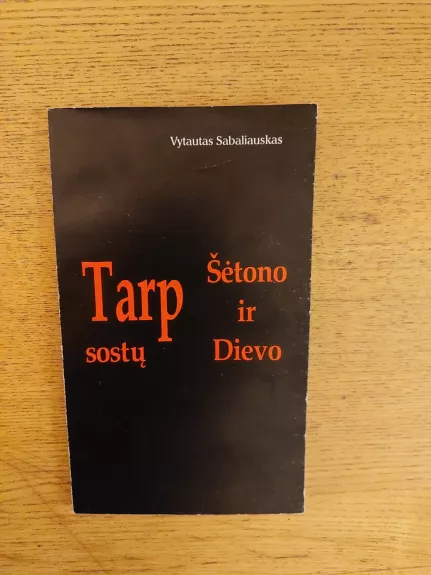 Vytautas Sabaliauskas
Tarp
sostų
Šėtono
ir
Dievo